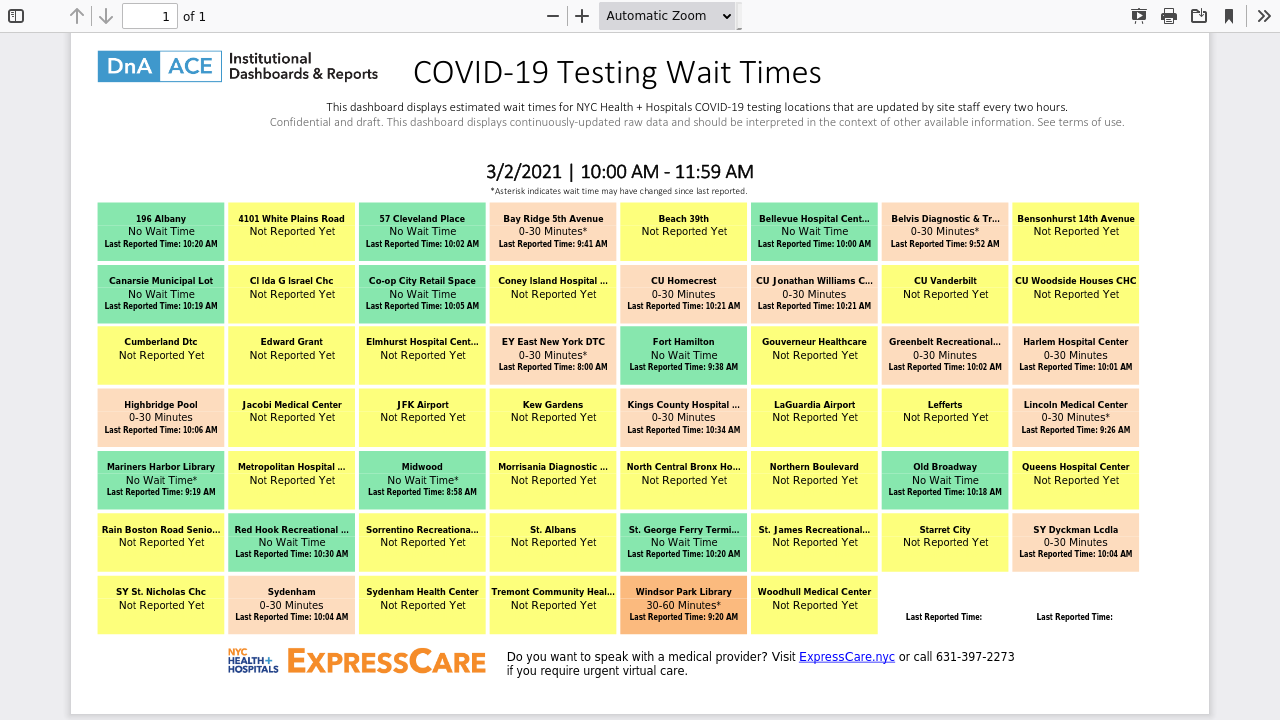 1 of 1
Automatic Zoom
DnA ACE Institutional
Dashboards & Reports
COVID-19 Testing Wait Times
This dashboard displays estimated wait times for NYC Health + Hospitals COVID-19 testing locations that are updated by site staff every two hours.
Confidential and draft. This dashboard displays continuously-updated raw data and should be interpreted in the context of other available information. See terms of use.
3/2/2021 | 10:00 AM - 11:59 AM
*Asterisk indicates wait time may have changed since last reported.
196 Albany
No Wait Time
Last Reported Time: 10:20 AM
4101 White Plains Road
Not Reported Yet
57 Cleveland Place
No Wait Time
Last Reported Time: 10:02 AM
Bay Ridge 5th Avenue
0-30 Minutes*
Last Reported Time: 9:41 AM
Beach 39th
Not Reported Yet
Bellevue Hospital Cent...
No Wait Time
Last Reported Time: 10:00 AM
Belvis Diagnostic & Tr...
0-30 Minutes*
Last Reported Time: 9:52 AM
Bensonhurst 14th Avenue
Not Reported Yet
Canarsie Municipal Lot
No Wait Time
Last Reported Time: 10:19 AM
Cl Ida G Israel Chc
Not Reported Yet
Co-op City Retail Space
No Wait Time
Last Reported Time: 10:05 AM
Coney Island Hospital ...
Not Reported Yet
CU Homecrest
0-30 Minutes
Last Reported Time: 10:21 AM
CU Jonathan Williams C...
0-30 Minutes
Last Reported Time: 10:21 AM
CU Vanderbilt
Not Reported Yet
CU Woodside Houses CHC
Not Reported Yet
Cumberland Dtc
Not Reported Yet
Edward Grant
Not Reported Yet
Elmhurst Hospital Cent...
Not Reported Yet
EY East New York DTC
0-30 Minutes*
Last Reported Time: 8:00 AM
Fort Hamilton
No Wait Time
Last Reported Time: 9:38 AM
Gouverneur Healthcare
Not Reported Yet
Greenbelt Recreational...
0-30 Minutes
Last Reported Time: 10:02 AM
Harlem Hospital Center
0-30 Minutes
Last Reported Time: 10:01 AM
Highbridge Pool
0-30 Minutes
Last Reported Time: 10:06 AM
Jacobi Medical Center
Not Reported Yet
JFK Airport
Not Reported Yet
Kew Gardens
Not Reported Yet
Kings County Hospital ...
0-30 Minutes
Last Reported Time: 10:34 AM
LaGuardia Airport
Not Reported Yet
Lefferts
Not Reported Yet
Lincoln Medical Center
0-30 Minutes*
Last Reported Time: 9:26 AM
Mariners Harbor Library
No Wait Time*
Last Reported Time: 9:19 AM
Metropolitan Hospital ...
Not Reported Yet
Midwood
No Wait Time*
Last Reported Time: 8:58 AM
Morrisania Diagnostic ...
Not Reported Yet
North Central Bronx Ho...
Not Reported Yet
Northern Boulevard
Not Reported Yet
Old Broadway
No Wait Time
Last Reported Time: 10:18 AM
Queens Hospital Center
Not Reported Yet
Rain Boston Road Senio...
Not Reported Yet
Red Hook Recreational ...
No Wait Time
Last Reported Time: 10:30 AM
Sorrentino Recreationa...
Not Reported Yet
St. Albans
Not Reported Yet
St. George Ferry Termi...
No Wait Time
Last Reported Time: 10:20 AM
St. James Recreational...
Not Reported Yet
Starret City
Not Reported Yet
SY Dyckman Lcdla
0-30 Minutes
Last Reported Time: 10:04 AM
SY St. Nicholas Chc
Not Reported Yet
Sydenham
0-30 Minutes
Last Reported Time: 10:04 AM
Sydenham Health Center
Not Reported Yet
Tremont Community Heal...
Not Reported Yet
Windsor Park Library
30-60 Minutes*
Last Reported Time: 9:20 AM
Woodhull Medical Center
Not Reported Yet
Last Reported Time:
Last Reported Time:
NYC
HEALTH+
HOSPITALS
EXPRESSCARE
Do you want to speak with a medical provider? Visit ExpressCare.nyc or call 631-397-2273
if you require urgent virtual care.